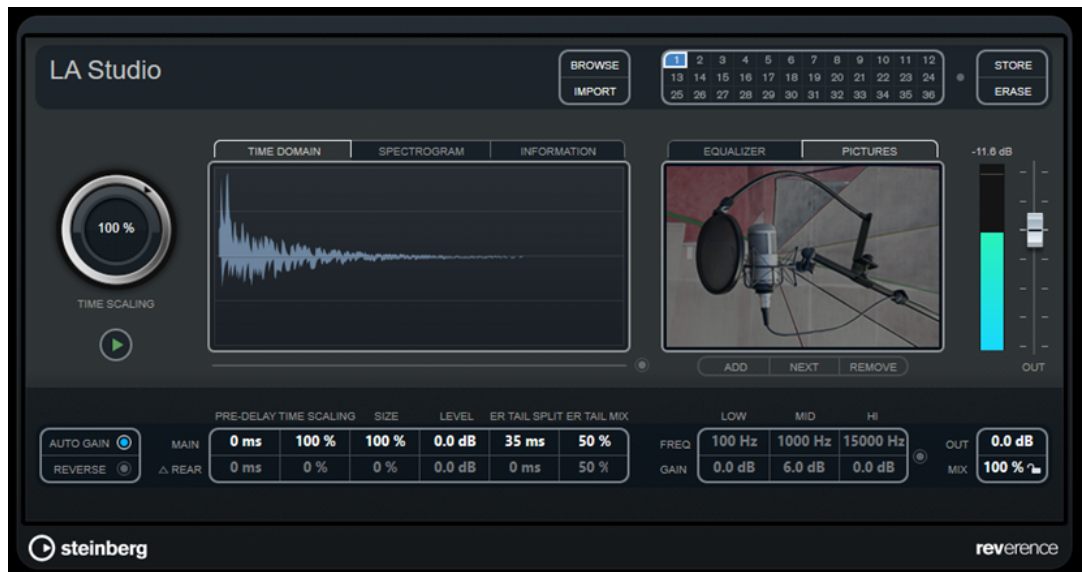 LA Studio
BROWSE
IMPORT
1 2 3 4 5 6 7 8 9 10 11 12
13 14 15 16 17 18 19 20 21 22 23 24
25 26 27 28 29 30 31 32 33 34 35 36
STORE
ERASE
TIME DOMAIN SPECTROGRAM INFORMATION
EQUALIZER PICTURES
-11.6 dB
100 %
TIME SCALING
ADD NEXT REMOVE
OUT
PRE-DELAY TIME SCALING SIZE LEVEL ER TAIL SPLIT ER TAIL MIX
LOW MID HI
AUTO GAIN MAIN 0 ms 100 % 100 % 0.0 dB 35 ms 50 %
FREQ 100 Hz 1000 Hz 15000 Hz
OUT 0.0 dB
REVERSE △ REAR 0 ms 0 % 0 % 0.0 dB 0 ms 50 %
GAIN 0.0 dB 6.0 dB 0.0 dB
MIX 100 %
steinberg
reverence